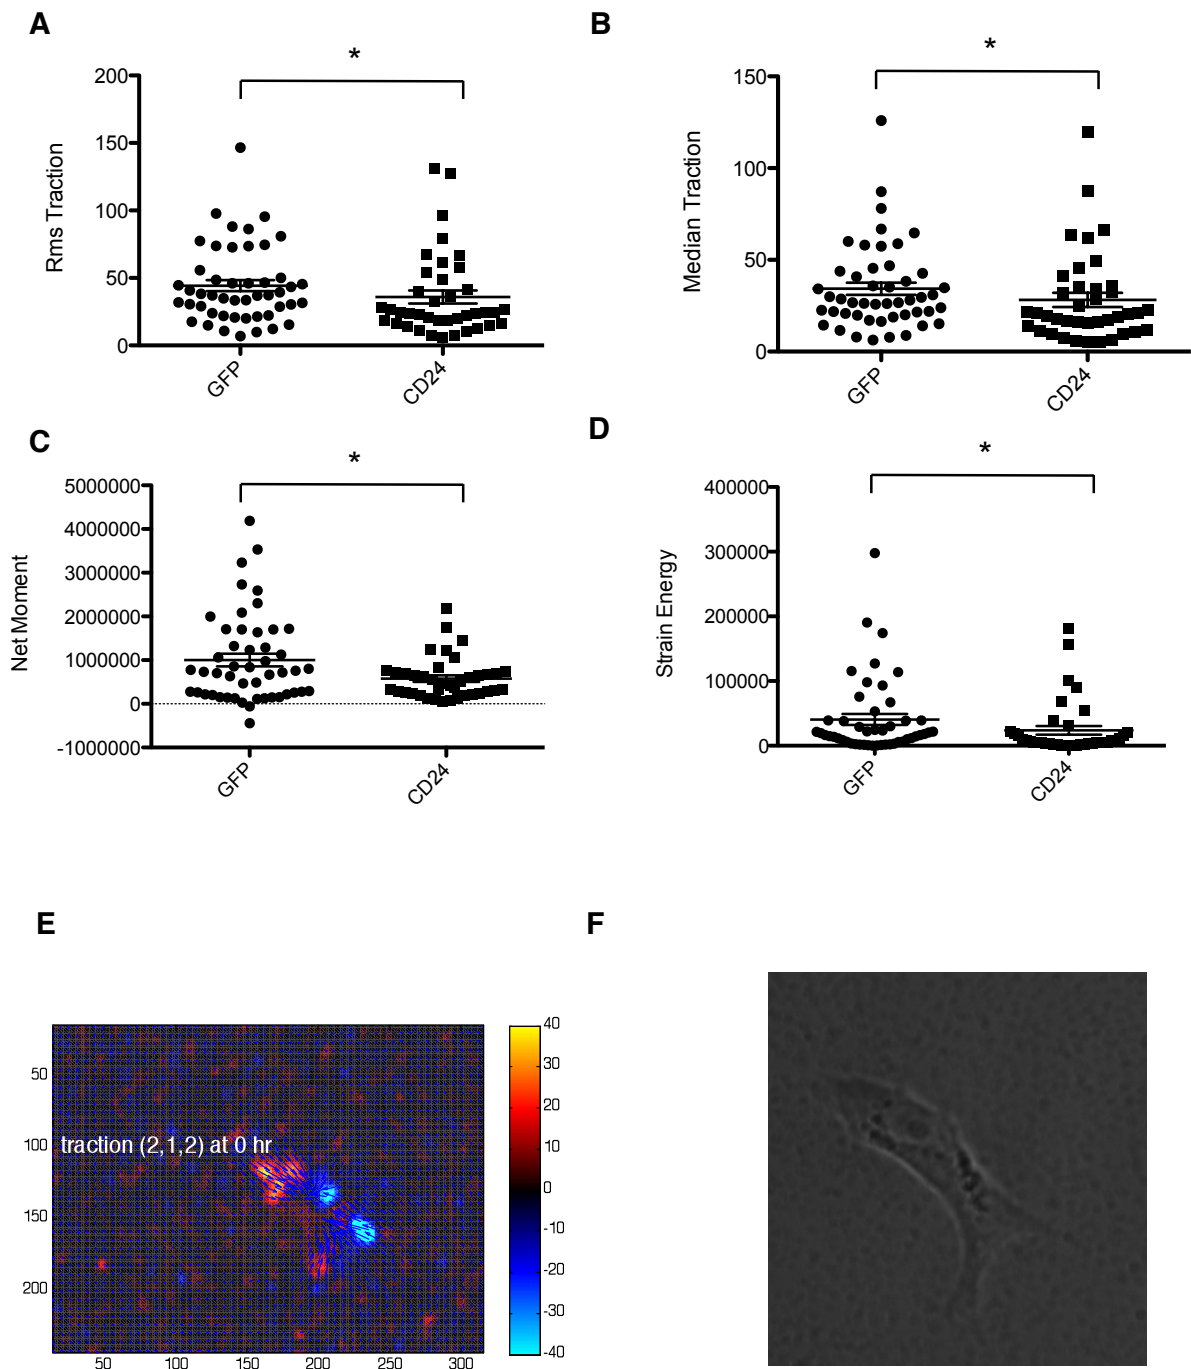 A
*
200
150
100
50
0
Rms Traction
GFP
CD24
B
*
150
100
50
0
Median Traction
GFP
CD24
C
*
5000000
4000000
3000000
2000000
1000000
0
-1000000
Net Moment
GFP
CD24
D
*
400000
300000
200000
100000
0
Strain Energy
GFP
CD24
E
50
100
150
200
traction (2,1,2) at 0 hr
50 100 150 200 250 300
40
30
20
10
0
-10
-20
-30
-40
F